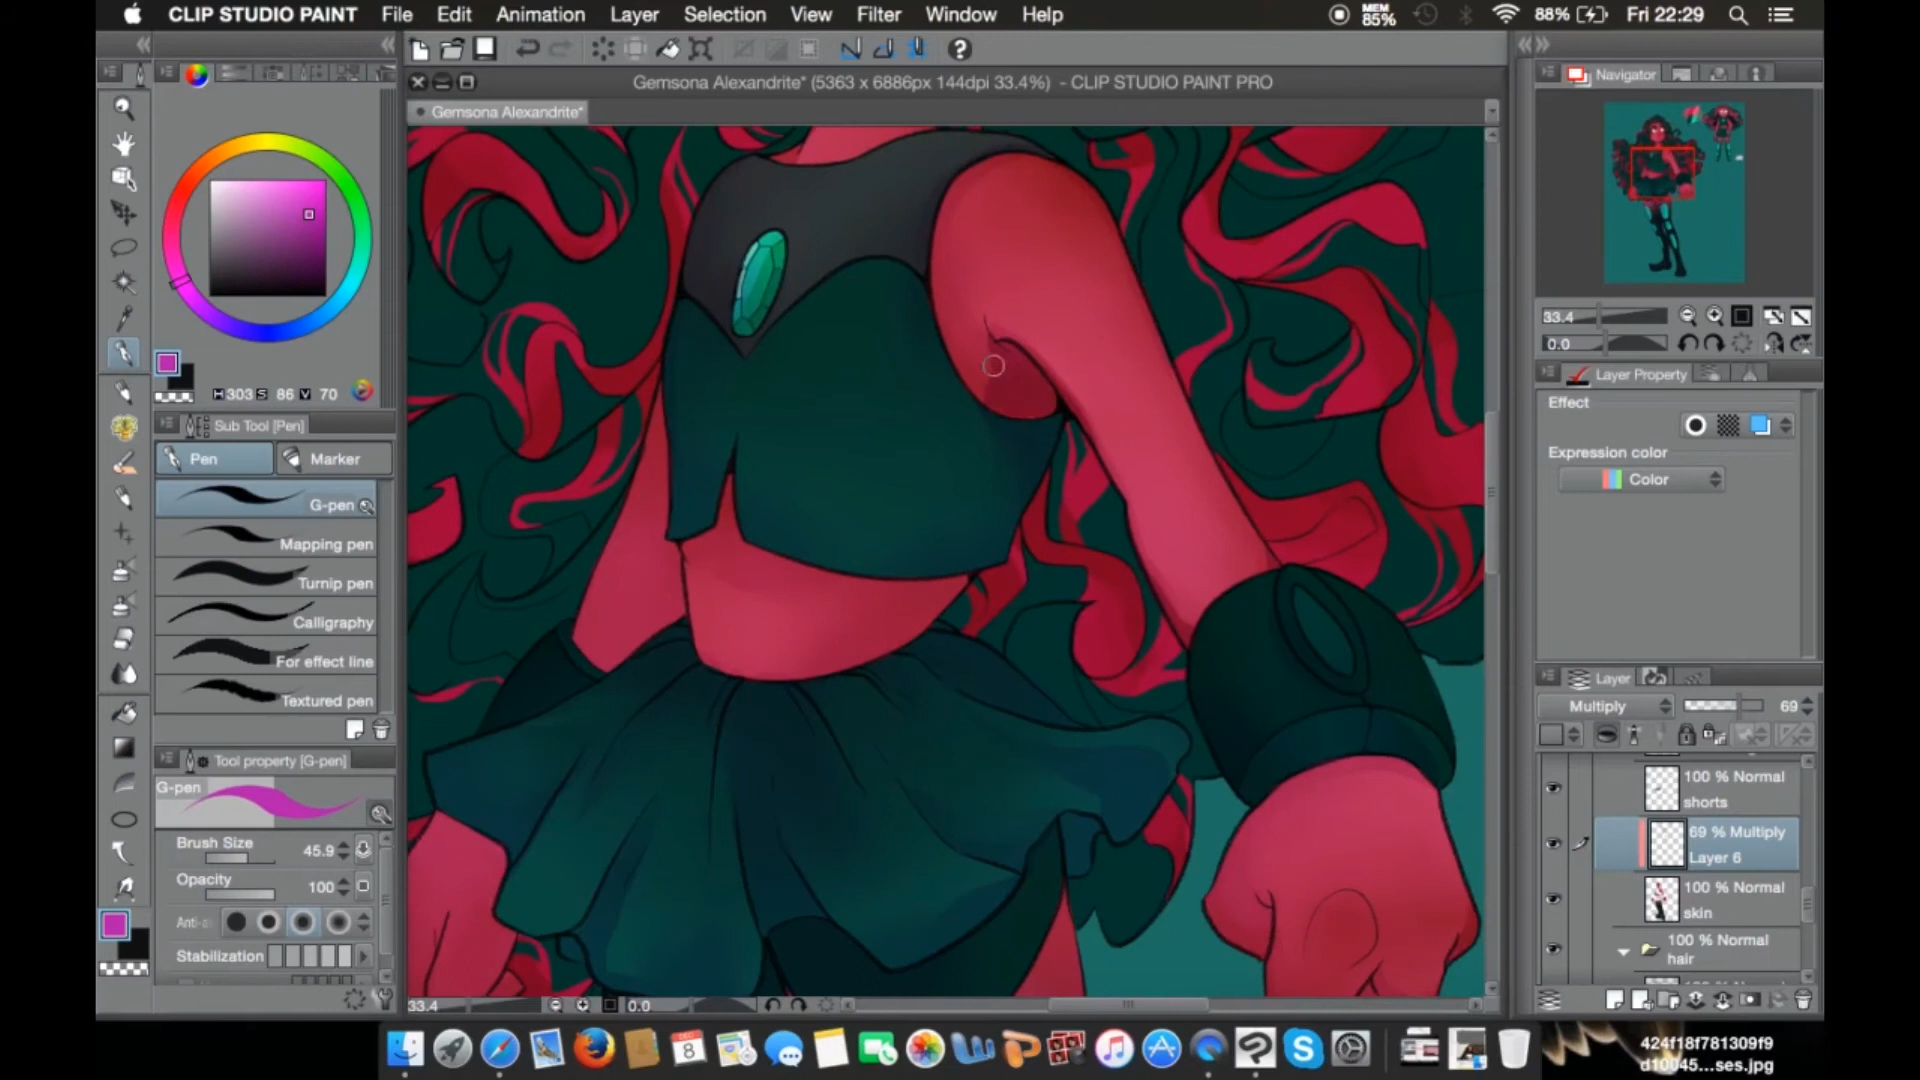 CLIP STUDIO PAINT File Edit Animation Layer Selection View Filter Window Help MEM 85% 88% Fri 22:29
Gemsona Alexandrite* (5363 x 6886px 144dpi 33.4%) - CLIP STUDIO PAINT PRO
Gemsona Alexandrite*
H 303 S 86 V 70
Sub Tool [Pen]
Pen Marker
G-pen
Mapping pen
Turnip pen
Calligraphy
For effect line
Textured pen
Tool property [G-pen]
G-pen
Brush Size 45.9
Opacity 100
Stabilization
33.4 0.0
Navigator
33.4
0.0
Layer Property
Effect
Expression color
Color
Layer
Multiply 69
100 % Normal
shorts
69 % Multiply
Layer 6
100 % Normal
skin
100 % Normal
hair
DEC
8
424f18f781309f9
d10045...ses.jpg